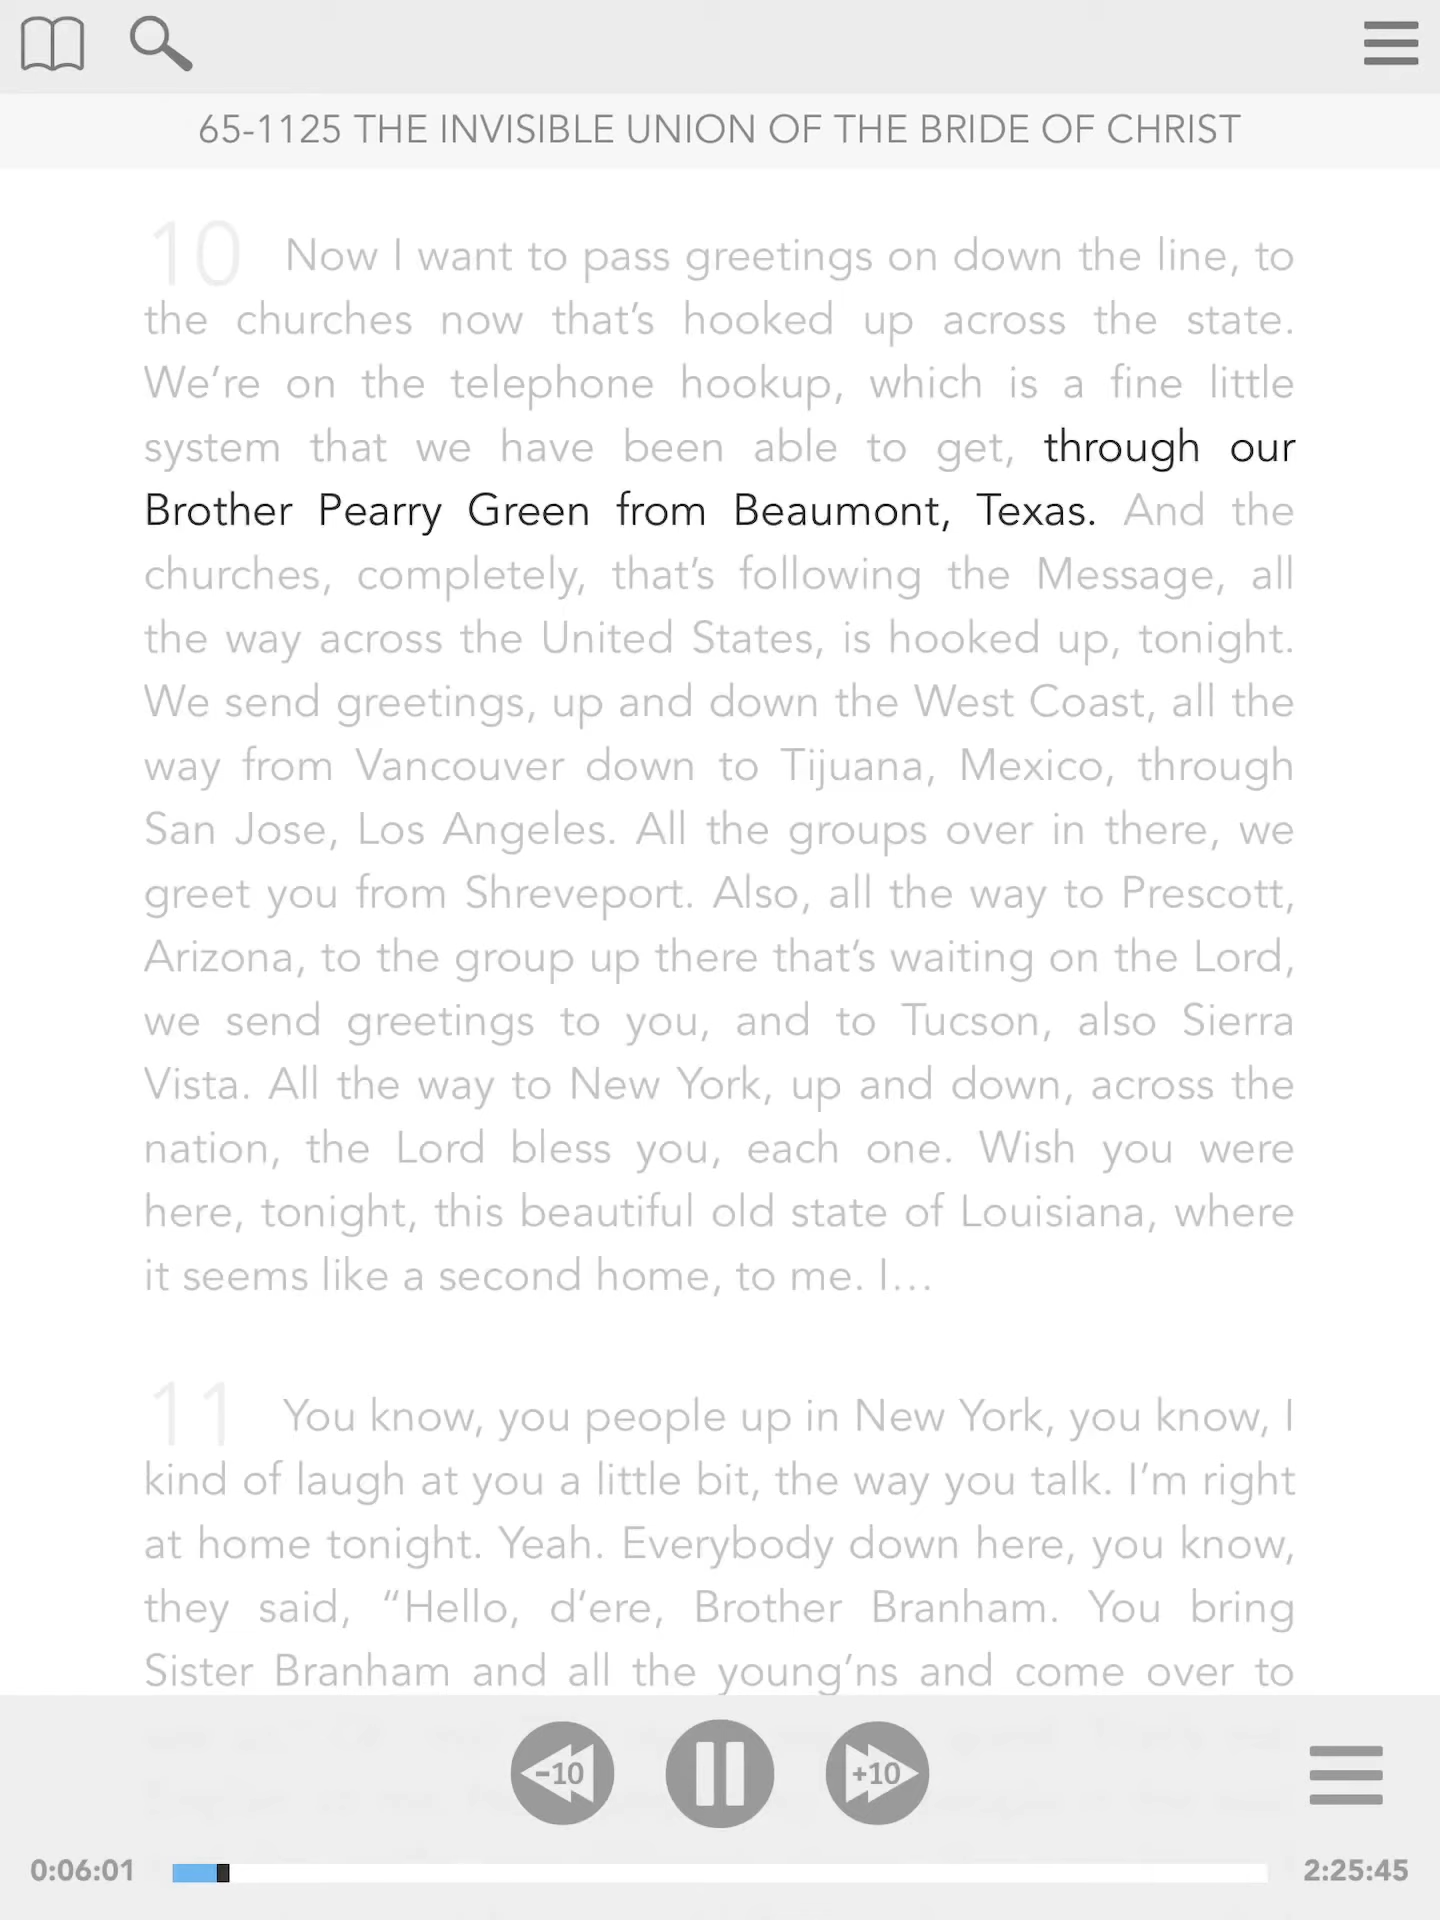 65-1125 THE INVISIBLE UNION OF THE BRIDE OF CHRIST
10 Now I want to pass greetings on down the line, to
the churches now that’s hooked up across the state.
We’re on the telephone hookup, which is a fine little
system that we have been able to get, through our
Brother Pearry Green from Beaumont, Texas. And the
churches, completely, that’s following the Message, all
the way across the United States, is hooked up, tonight.
We send greetings, up and down the West Coast, all the
way from Vancouver down to Tijuana, Mexico, through
San Jose, Los Angeles. All the groups over in there, we
greet you from Shreveport. Also, all the way to Prescott,
Arizona, to the group up there that’s waiting on the Lord,
we send greetings to you, and to Tucson, also Sierra
Vista. All the way to New York, up and down, across the
nation, the Lord bless you, each one. Wish you were
here, tonight, this beautiful old state of Louisiana, where
it seems like a second home, to me. I…
11 You know, you people up in New York, you know, I
kind of laugh at you a little bit, the way you talk. I’m right
at home tonight. Yeah. Everybody down here, you know,
they said, “Hello, d’ere, Brother Branham. You bring
Sister Branham and all the young’ns and come over to
-10 +10
0:06:01 2:25:45